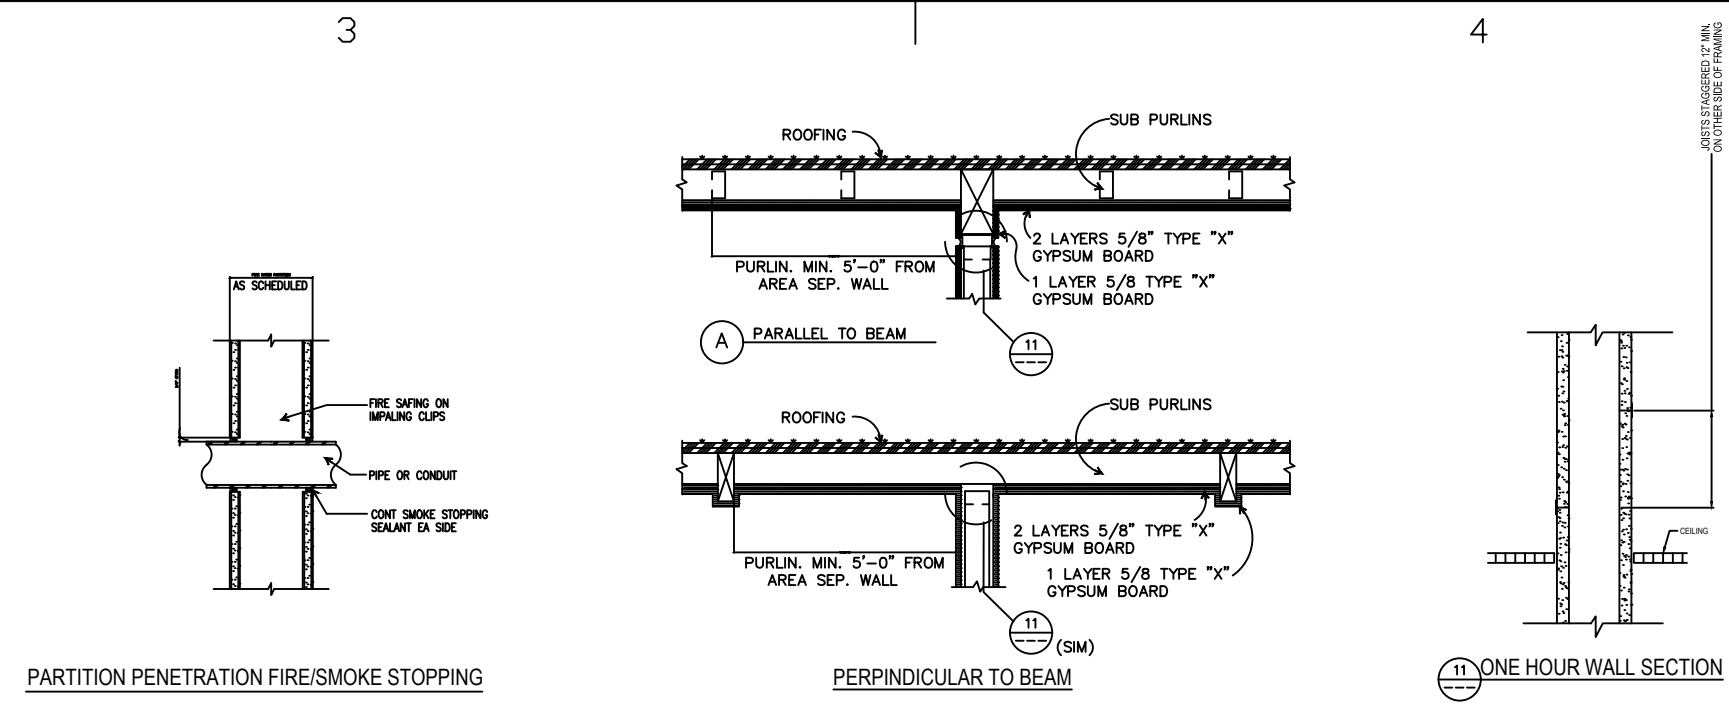 3
4
JOISTS STAGGERED 12" MIN.
ON OTHER SIDE OF FRAMING
ROOFING
SUB PURLINS
2 LAYERS 5/8" TYPE "X"
GYPSUM BOARD
PURLIN. MIN. 5'-0" FROM
AREA SEP. WALL
1 LAYER 5/8 TYPE "X"
GYPSUM BOARD
A
PARALLEL TO BEAM
11
AS SCHEDULED
FIRE SAFING ON
IMPALING CLIPS
PIPE OR CONDUIT
CONT SMOKE STOPPING
SEALANT EA SIDE
PARTITION PENETRATION FIRE/SMOKE STOPPING
ROOFING
SUB PURLINS
2 LAYERS 5/8" TYPE "X"
GYPSUM BOARD
PURLIN. MIN. 5'-0" FROM
AREA SEP. WALL
1 LAYER 5/8 TYPE "X"
GYPSUM BOARD
11
(SIM)
PERPINDICULAR TO BEAM
CEILING
11
ONE HOUR WALL SECTION